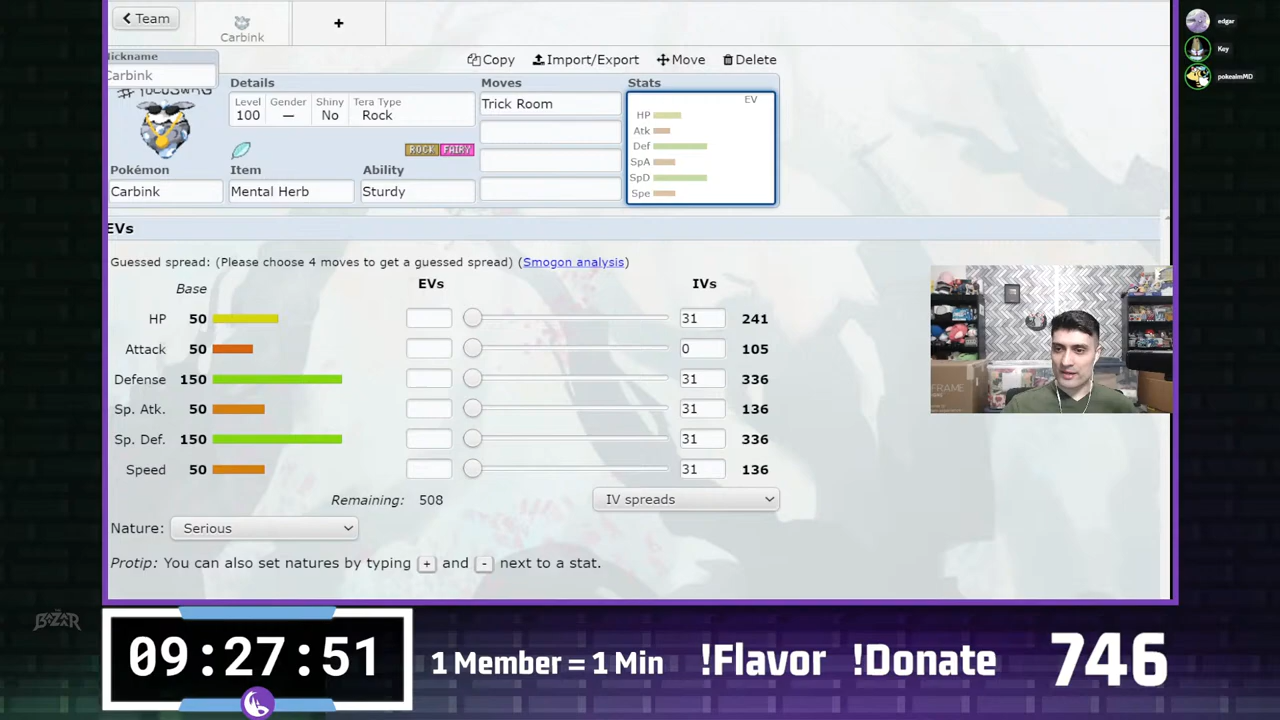 Team
Carbink
+
edgar
Key
pokealmMD
Copy
Import/Export
Move
Delete
Nickname
Carbink
Details
Moves
Stats
Level
100
Gender
—
Shiny
No
Tera Type
Rock
Trick Room
EV
HP
Atk
Def
SpA
SpD
Spe
ROCK FAIRY
Pokémon
Item
Ability
Carbink
Mental Herb
Sturdy
EVs
Guessed spread: (Please choose 4 moves to get a guessed spread) (Smogon analysis)
Base
EVs
IVs
HP 50 31 241
Attack 50 0 105
Defense 150 31 336
Sp. Atk. 50 31 136
Sp. Def. 150 31 336
Speed 50 31 136
Remaining: 508
IV spreads
Nature: Serious
Protip: You can also set natures by typing + and - next to a stat.
THE BAZAR
09:27:51
1 Member = 1 Min
!Flavor
!Donate
746